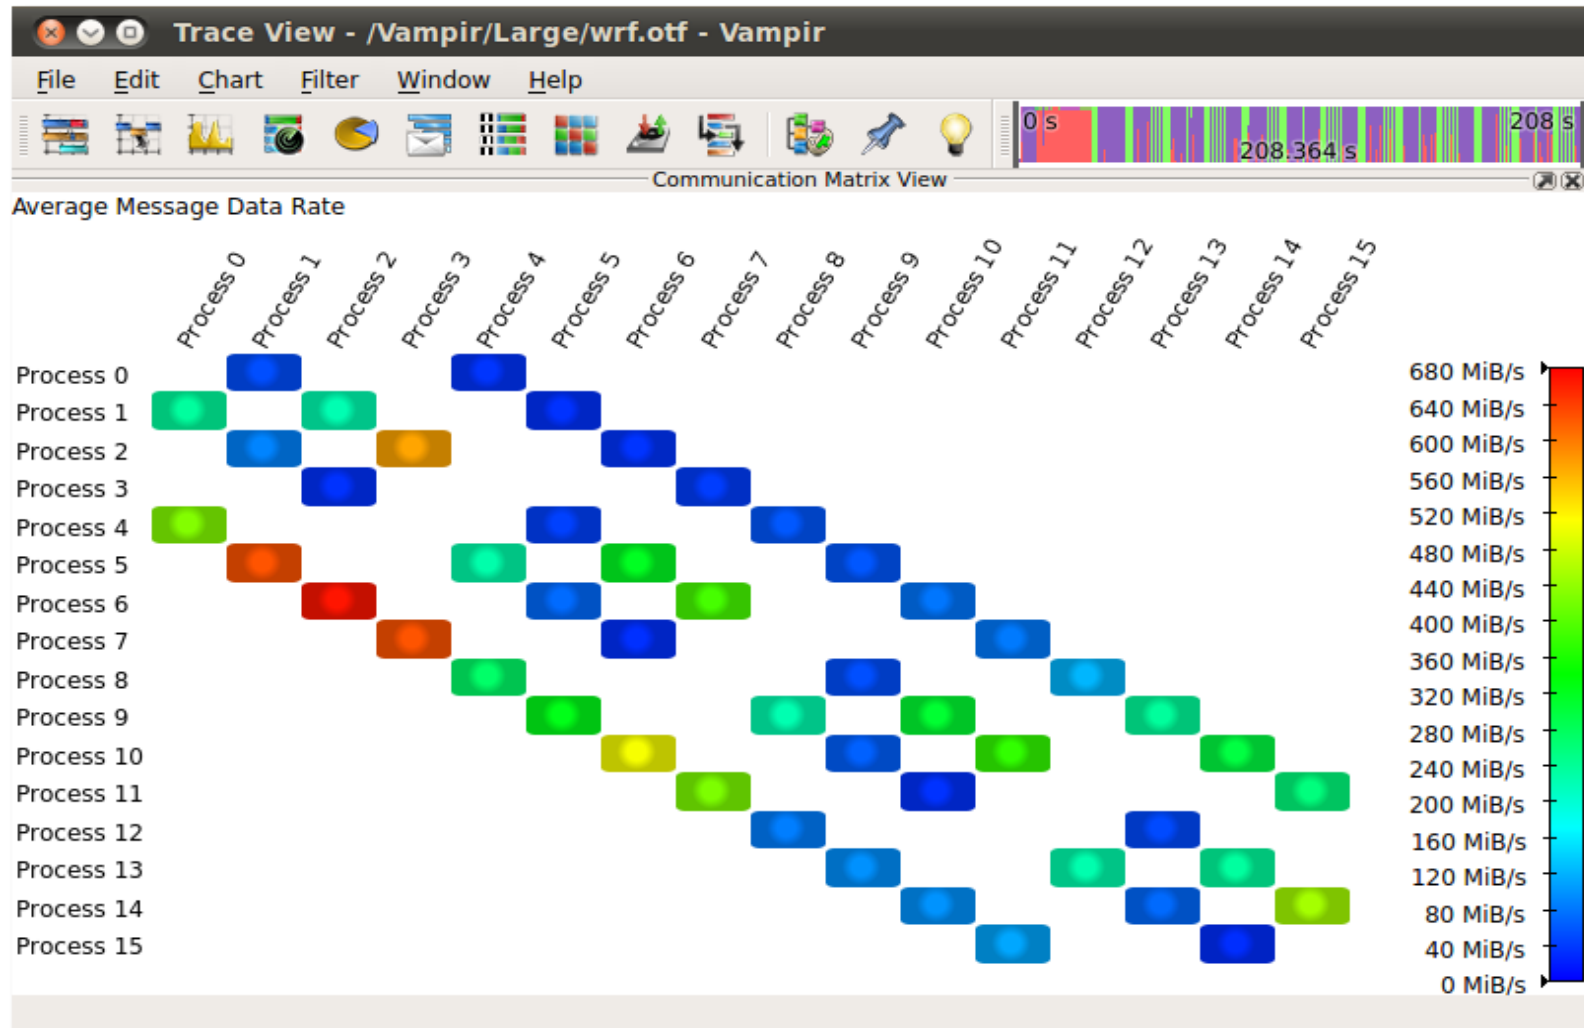 Trace View - /Vampir/Large/wrf.otf - Vampir
File Edit Chart Filter Window Help
0 s 208 s
208.364 s
Communication Matrix View
Average Message Data Rate
Process 0 Process 1 Process 2 Process 3 Process 4 Process 5 Process 6 Process 7 Process 8 Process 9 Process 10 Process 11 Process 12 Process 13 Process 14 Process 15
Process 0 680 MiB/s
Process 1 640 MiB/s
Process 2 600 MiB/s
Process 3 560 MiB/s
Process 4 520 MiB/s
Process 5 480 MiB/s
Process 6 440 MiB/s
400 MiB/s
Process 7 360 MiB/s
Process 8 320 MiB/s
Process 9 280 MiB/s
Process 10 240 MiB/s
Process 11 200 MiB/s
Process 12 160 MiB/s
Process 13 120 MiB/s
Process 14 80 MiB/s
Process 15 40 MiB/s
0 MiB/s